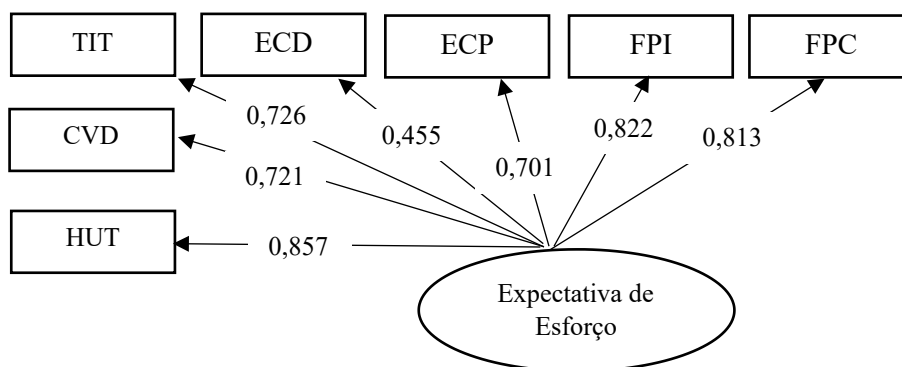 TIT
ECD
ECP
FPI
FPC
0,726
0,455
0,822
0,813
CVD
0,721
0,701
HUT
0,857
Expectativa de
Esforço